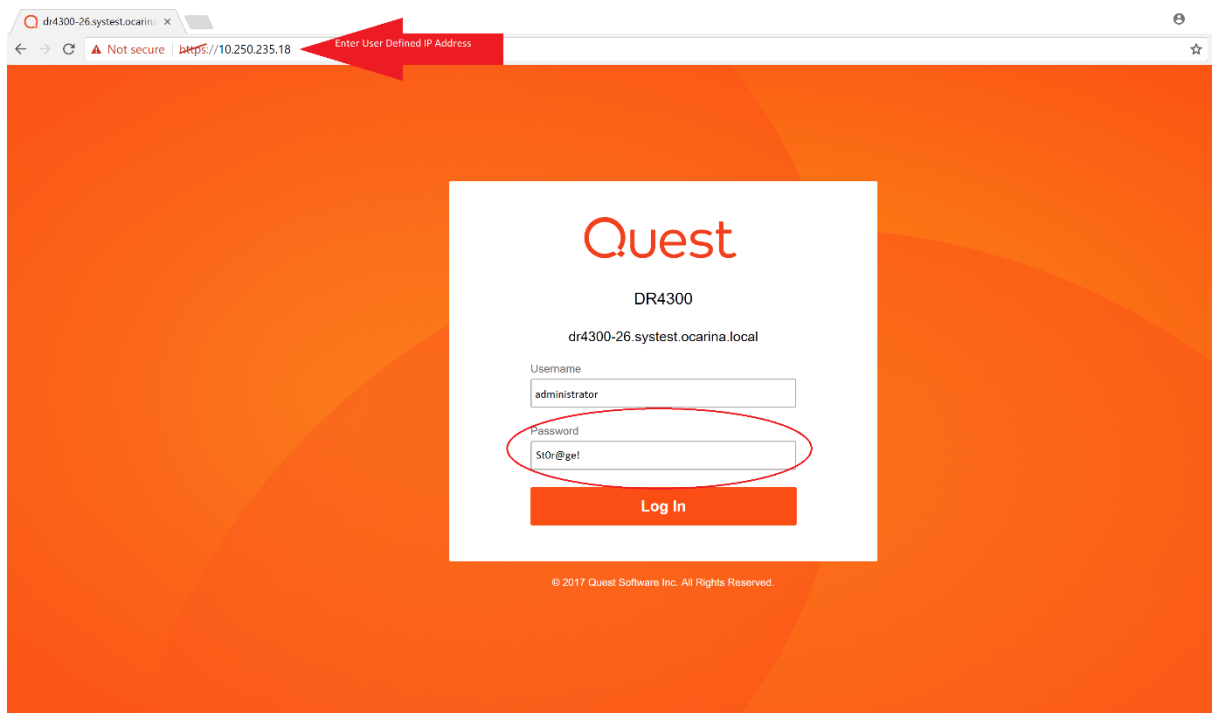 dr4300-26.systest.ocarina
Not secure https://10.250.235.18
Enter User Defined IP Address
Quest
DR4300
dr4300-26.systest.ocarina.local
Username
administrator
Password
St0r@ge!
Log In
© 2017 Quest Software Inc. All Rights Reserved.